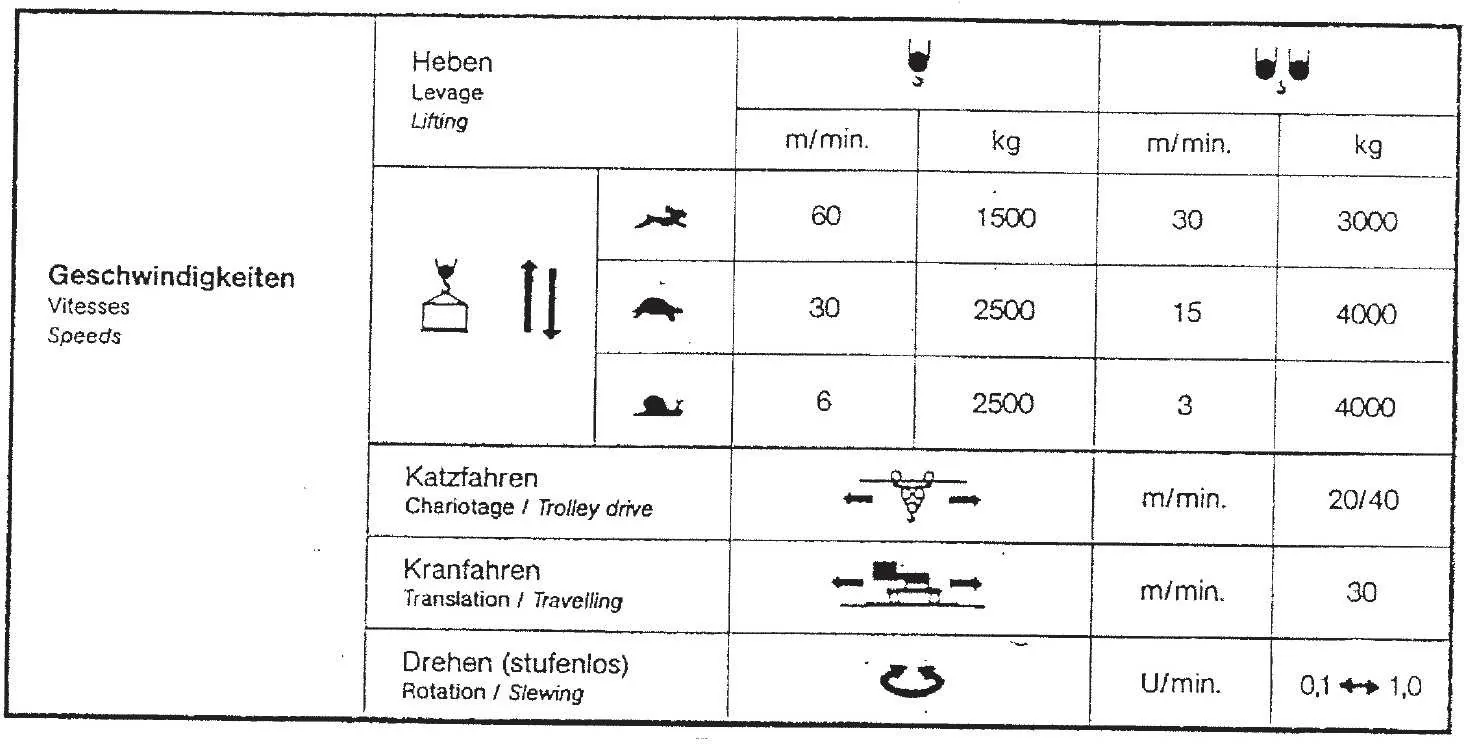 Heben
Levage
Lifting
m/min. kg m/min. kg
60 1500 30 3000
Geschwindigkeiten
Vitesses
Speeds
30 2500 15 4000
6 2500 3 4000
Katzfahren
Chariotage / Trolley drive
m/min. 20/40
Kranfahren
Translation / Travelling
m/min. 30
Drehen (stufenlos)
Rotation / Slewing
U/min. 0,1 ↔ 1,0